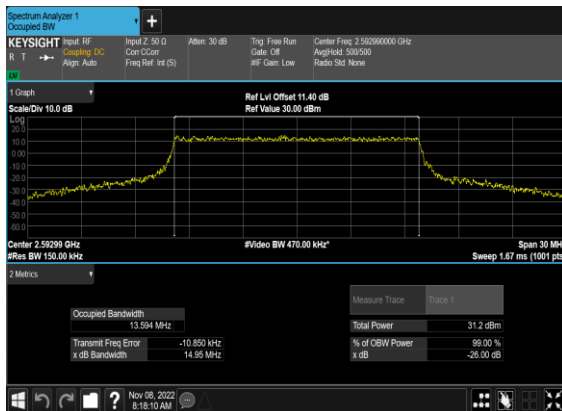 Spectrum Analyzer 1
Occupied BW
+
KEYSIGHT
R T
Input: RF
Coupling: DC
Align: Auto
Input Z: 50 Ω
Corr CCorr
Freq Ref: Int (S)
Atten: 30 dB
Trig: Free Run
Gate: Off
#IF Gain: Low
Center Freq: 2.592990000 GHz
Avg|Hold: 500/500
Radio Std: None
1 Graph
Scale/Div 10.0 dB
Ref Lvl Offset 11.40 dB
Ref Value 30.00 dBm
Log
20.0
10.0
0.00
-10.0
-20.0
-30.0
-40.0
-50.0
-60.0
Center 2.59299 GHz
#Res BW 150.00 kHz
#Video BW 470.00 kHz*
Span 30 MH
Sweep 1.67 ms (1001 pts
2 Metrics
Measure Trace Trace 1
Occupied Bandwidth
13.594 MHz
Total Power 31.2 dBm
Transmit Freq Error -10.850 kHz
% of OBW Power 99.00 %
x dB Bandwidth 14.95 MHz
x dB -26.00 dB
?
Nov 08, 2022
8:18:10 AM